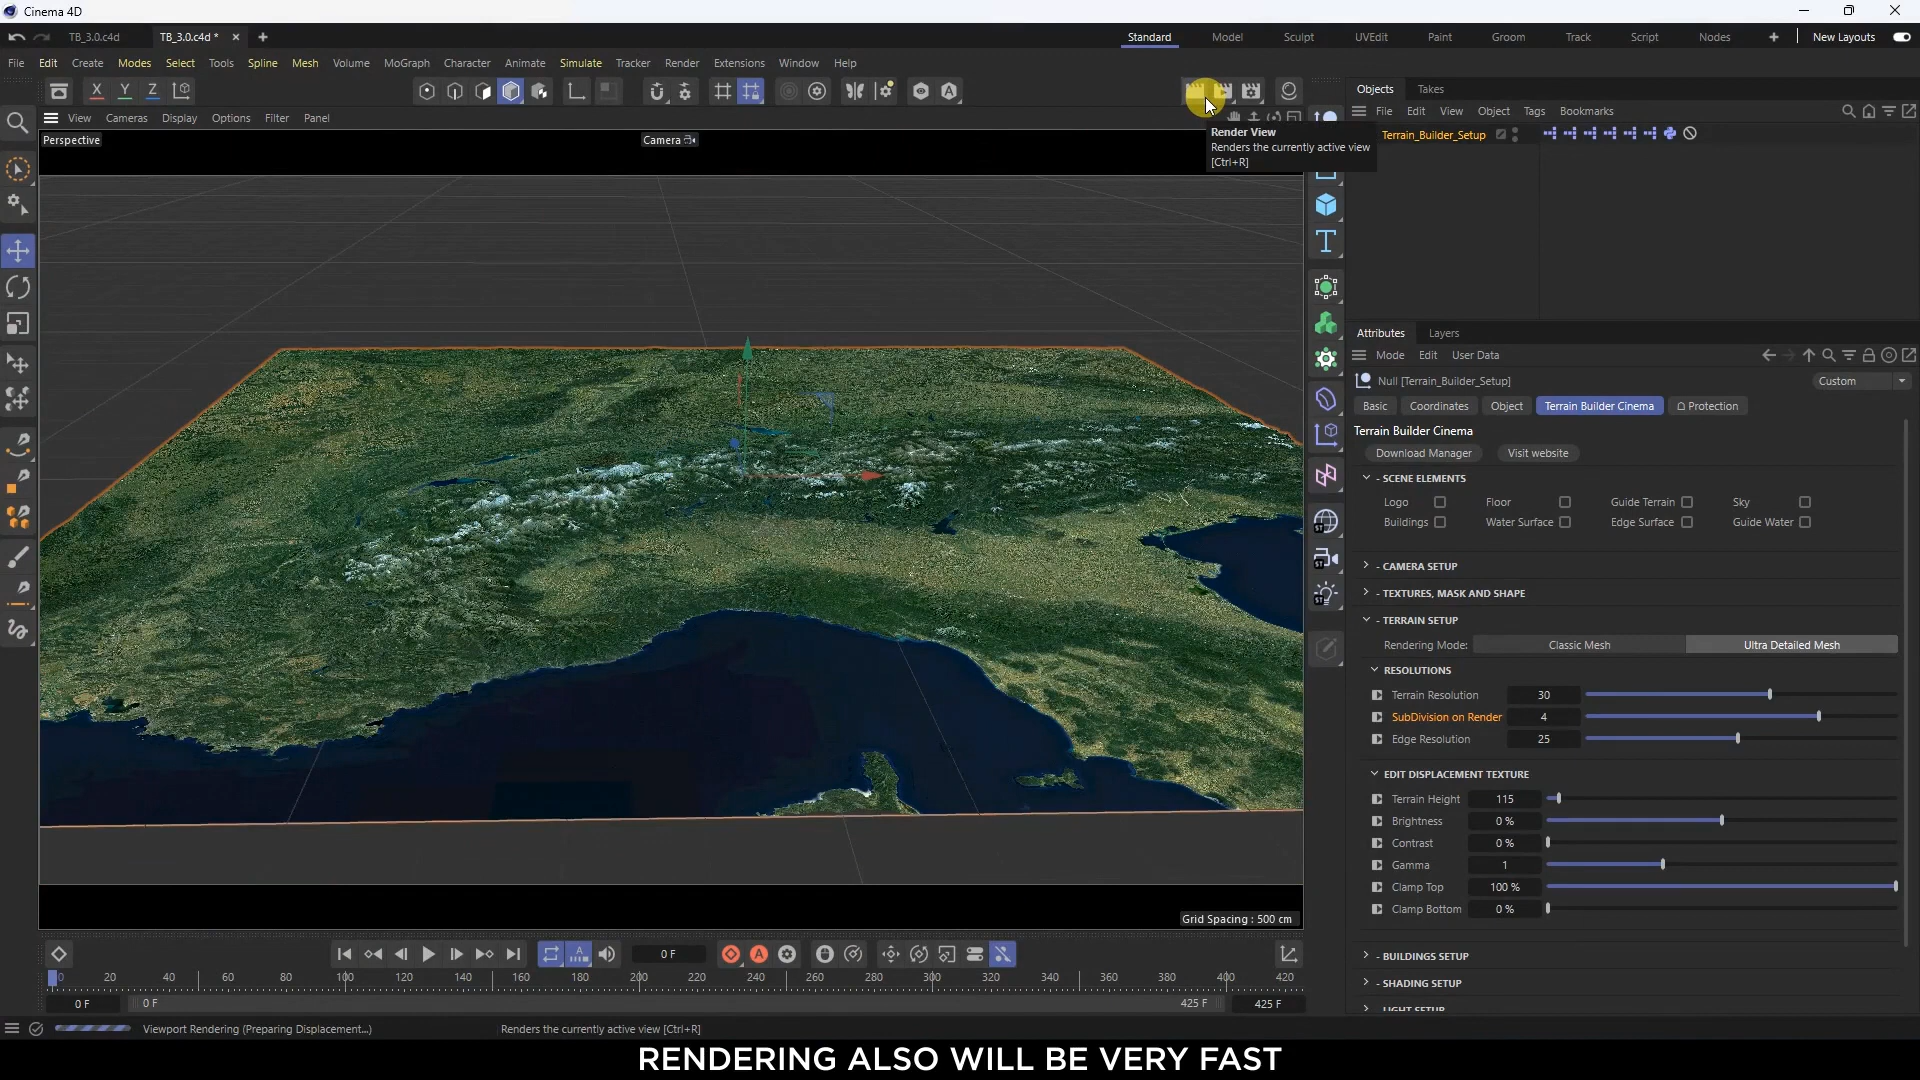 Cinema 4D
TB_3.0.c4d
TB_3.0.c4d *
Standard
Model
Sculpt
UVEdit
Paint
Groom
Track
Script
Nodes
New Layouts
File Edit Create Modes Select Tools Spline Mesh Volume MoGraph Character Animate Simulate Tracker Render Extensions Window Help
X Y Z
View Cameras Display Options Filter Panel
Perspective
Camera
Render View
Renders the currently active view
[Ctrl+R]
Objects Takes
File Edit View Object Tags Bookmarks
Terrain_Builder_Setup
Attributes Layers
Mode Edit User Data
Null [Terrain_Builder_Setup]
Custom
Basic Coordinates Object Terrain Builder Cinema Protection
Terrain Builder Cinema
Download Manager Visit website
- SCENE ELEMENTS
Logo Floor Guide Terrain Sky
Buildings Water Surface Edge Surface Guide Water
- CAMERA SETUP
- TEXTURES, MASK AND SHAPE
- TERRAIN SETUP
Rendering Mode: Classic Mesh Ultra Detailed Mesh
RESOLUTIONS
Terrain Resolution 30
SubDivision on Render 4
Edge Resolution 25
EDIT DISPLACEMENT TEXTURE
Terrain Height 115
Brightness 0 %
Contrast 0 %
Gamma 1
Clamp Top 100 %
Clamp Bottom 0 %
- BUILDINGS SETUP
- SHADING SETUP
- LIGHT SETUP
Grid Spacing : 500 cm
0 F
0 20 40 60 80 100 120 140 160 180 200 220 240 260 280 300 320 340 360 380 400 420
0 F 0 F 425 F 425 F
Viewport Rendering (Preparing Displacement...)
Renders the currently active view [Ctrl+R]
RENDERING ALSO WILL BE VERY FAST